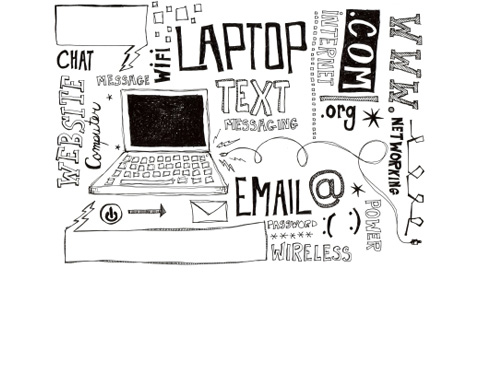 CHAT
WiFi
LAPTOP
INTERNET
.COM
WWW.
MESSAGE
TEXT
MESSAGING
.org
WEBSITE
Computer
NETWORKING
EMAIL @
PASSWORD
******
:( :)
POWER
WIRELESS